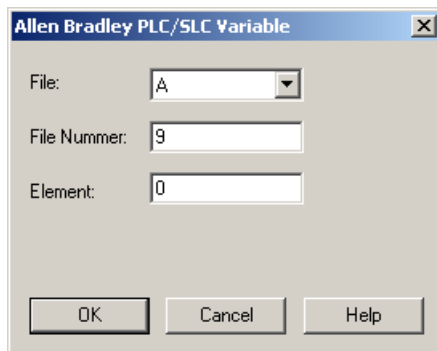 Allen Bradley PLC/SLC Variable
File: A
File Nummer: 9
Element: 0
OK Cancel Help